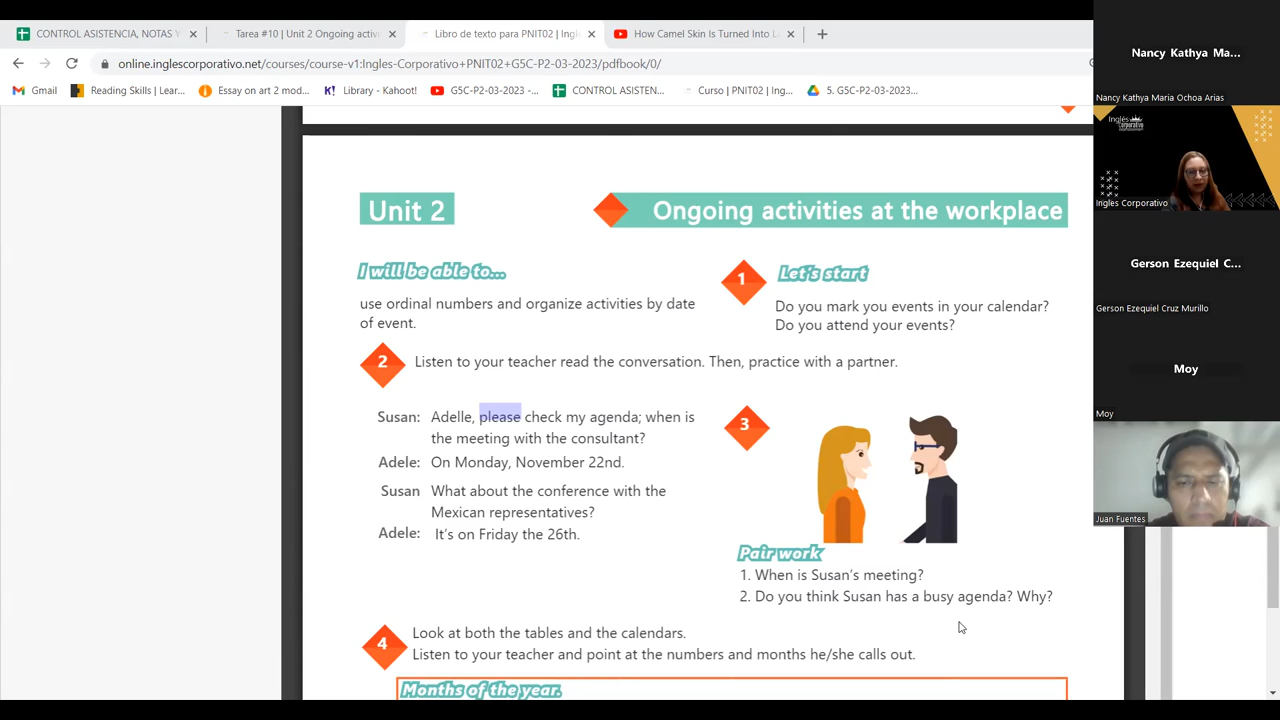 CONTROL ASISTENCIA, NOTAS Y
Tarea #10 | Unit 2 Ongoing activ
Libro de texto para PNIT02 | Ingl
How Camel Skin Is Turned Into L
online.inglescorporativo.net/courses/course-v1:Ingles-Corporativo+PNIT02+G5C-P2-03-2023/pdfbook/0/
Gmail
Reading Skills | Lear...
Essay on art 2 mod...
Library - Kahoot!
G5C-P2-03-2023 -...
CONTROL ASISTEN...
Curso | PNIT02 | Ing...
5. G5C-P2-03-2023...
Unit 2
Ongoing activities at the workplace
I will be able to...
use ordinal numbers and organize activities by date
of event.
1
Let's start
Do you mark you events in your calendar?
Do you attend your events?
2
Listen to your teacher read the conversation. Then, practice with a partner.
Susan: Adelle, please check my agenda; when is
the meeting with the consultant?
Adele: On Monday, November 22nd.
Susan What about the conference with the
Mexican representatives?
Adele: It's on Friday the 26th.
3
Pair work
1. When is Susan's meeting?
2. Do you think Susan has a busy agenda? Why?
4
Look at both the tables and the calendars.
Listen to your teacher and point at the numbers and months he/she calls out.
Months of the year.
Nancy Kathya Ma...
Nancy Kathya Maria Ochoa Arias
Inglés
Corporativo
Ingles Corporativo
Gerson Ezequiel C...
Gerson Ezequiel Cruz Murillo
Moy
Moy
Juan Fuentes